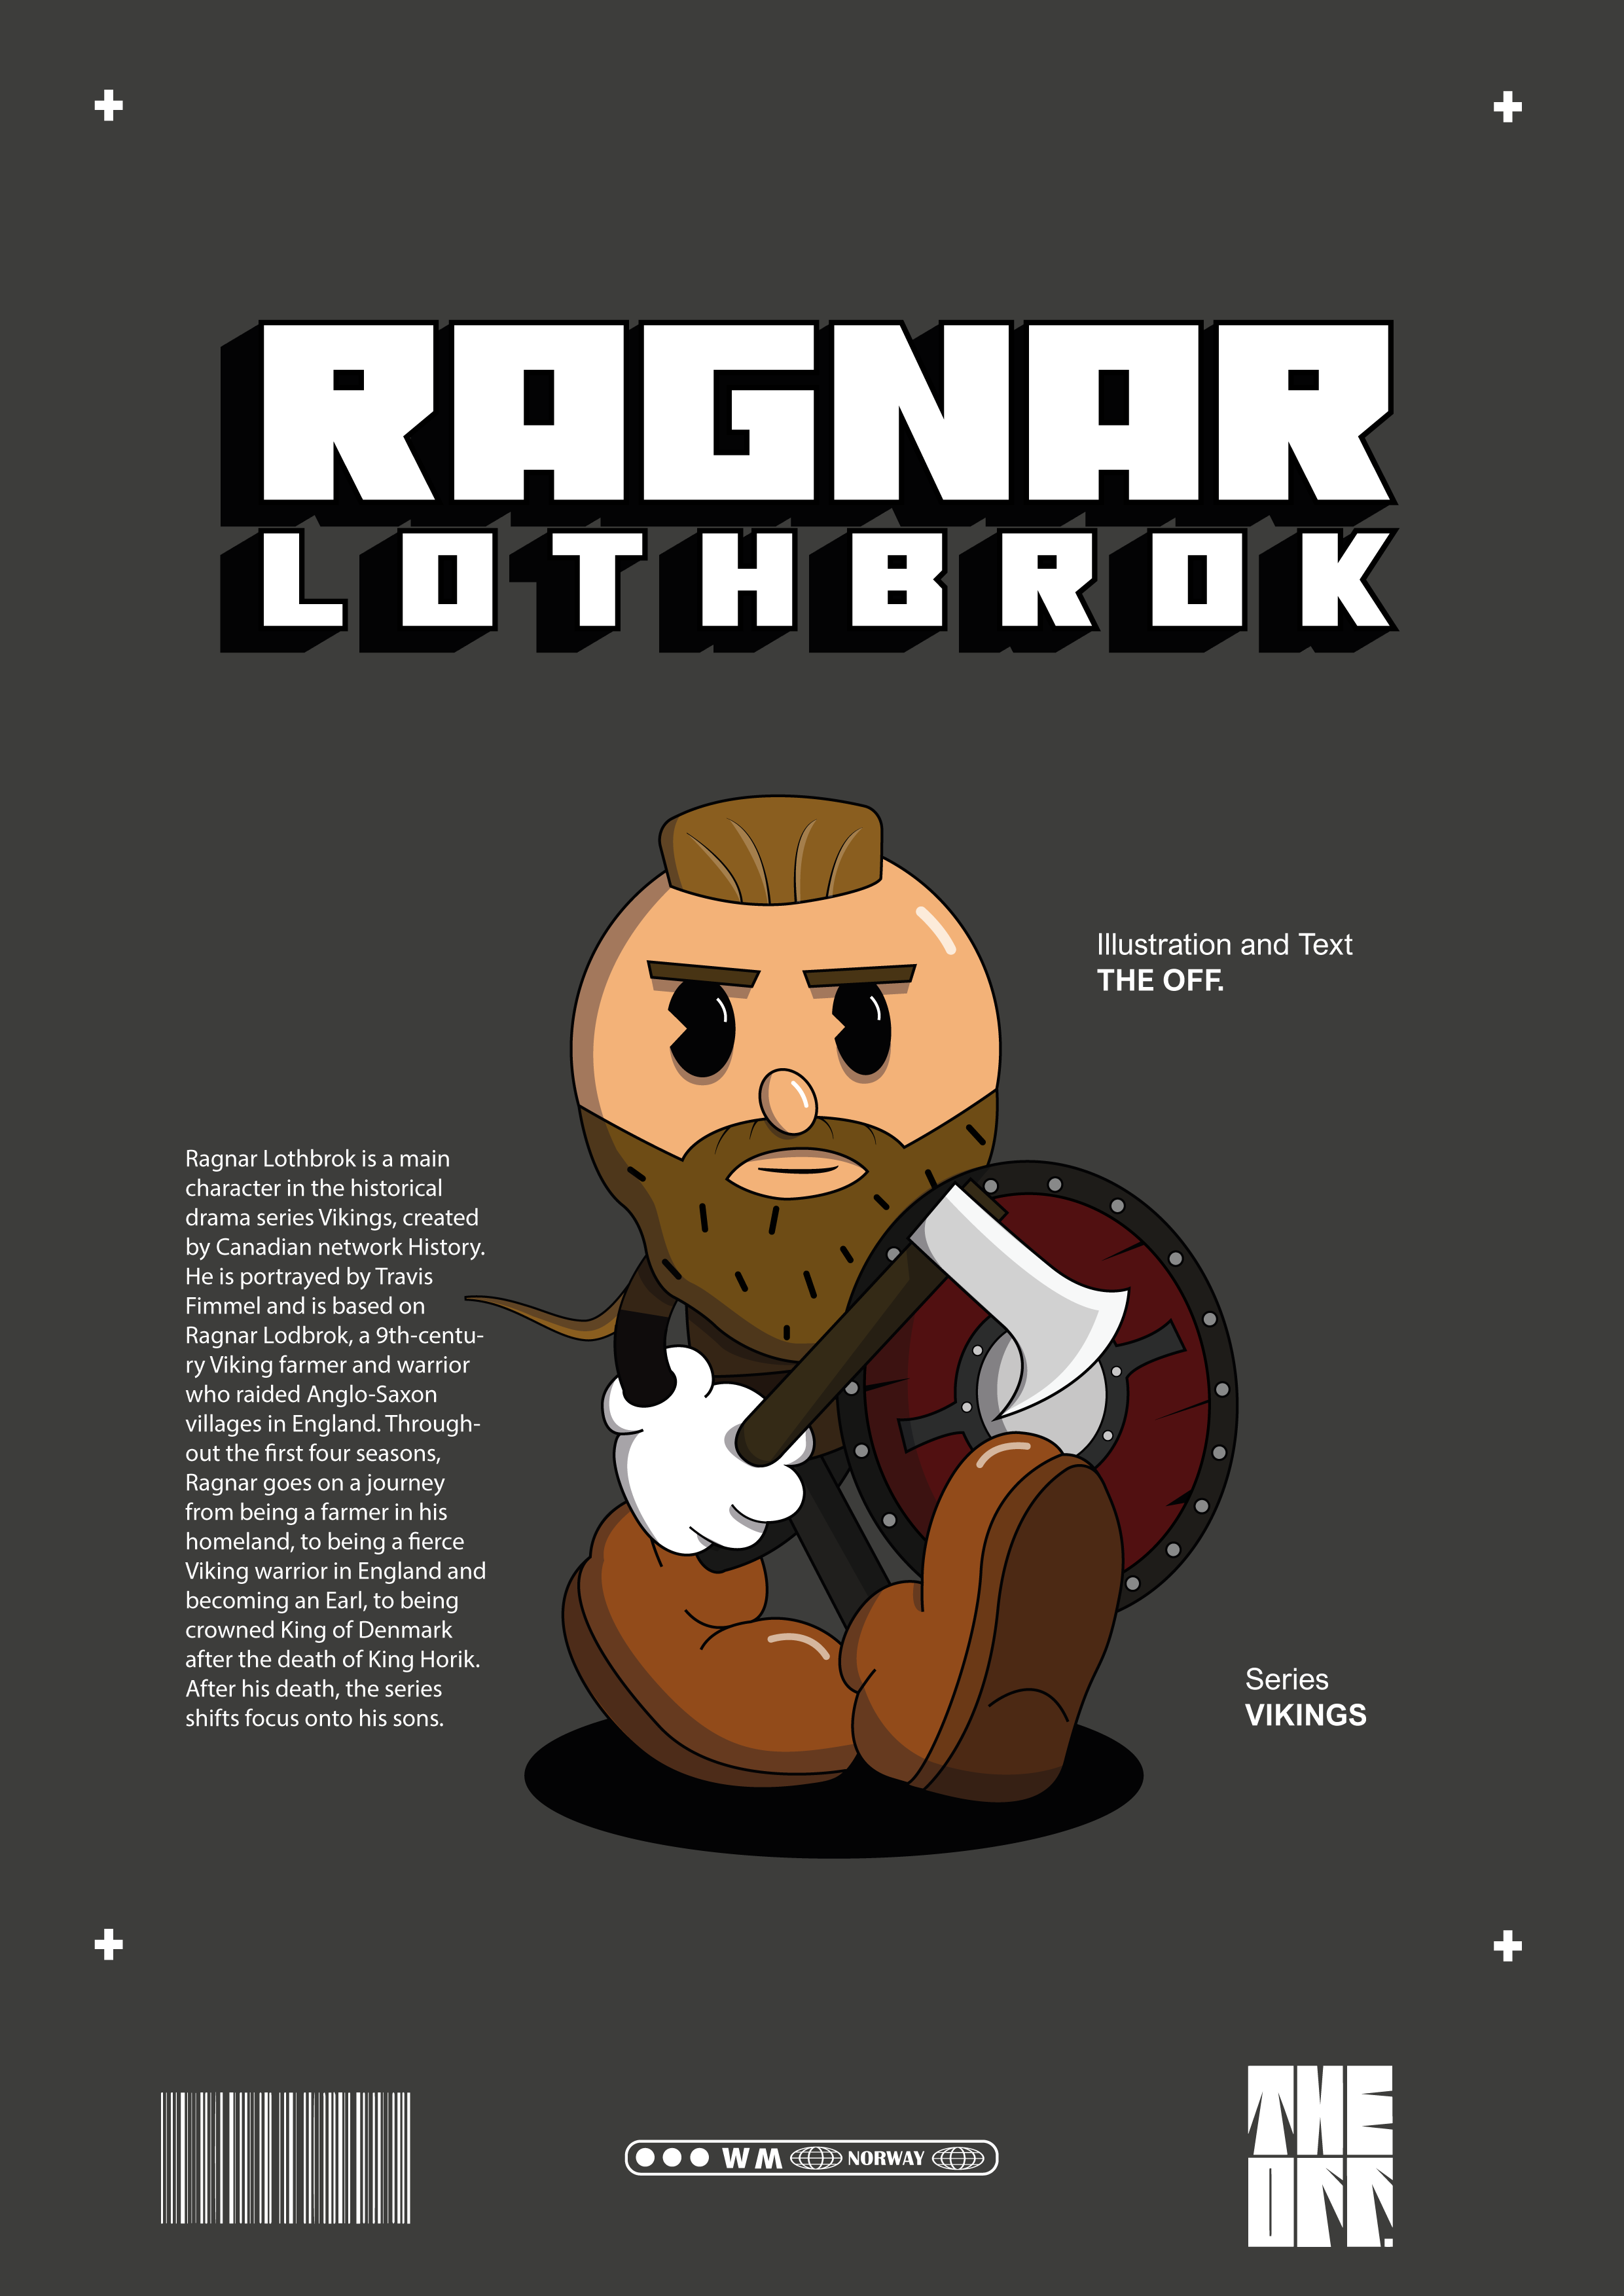 RAGNAR
LOTHBROK
Illustration and Text
THE OFF.
Ragnar Lothbrok is a main
character in the historical
drama series Vikings, created
by Canadian network History.
He is portrayed by Travis
Fimmel and is based on
Ragnar Lodbrok, a 9th-centu-
ry Viking farmer and warrior
who raided Anglo-Saxon
villages in England. Through-
out the first four seasons,
Ragnar goes on a journey
from being a farmer in his
homeland, to being a fierce
Viking warrior in England and
becoming an Earl, to being
crowned King of Denmark
after the death of King Horik.
After his death, the series
shifts focus onto his sons.
Series
VIKINGS
WM NORWAY
THE
OFF.